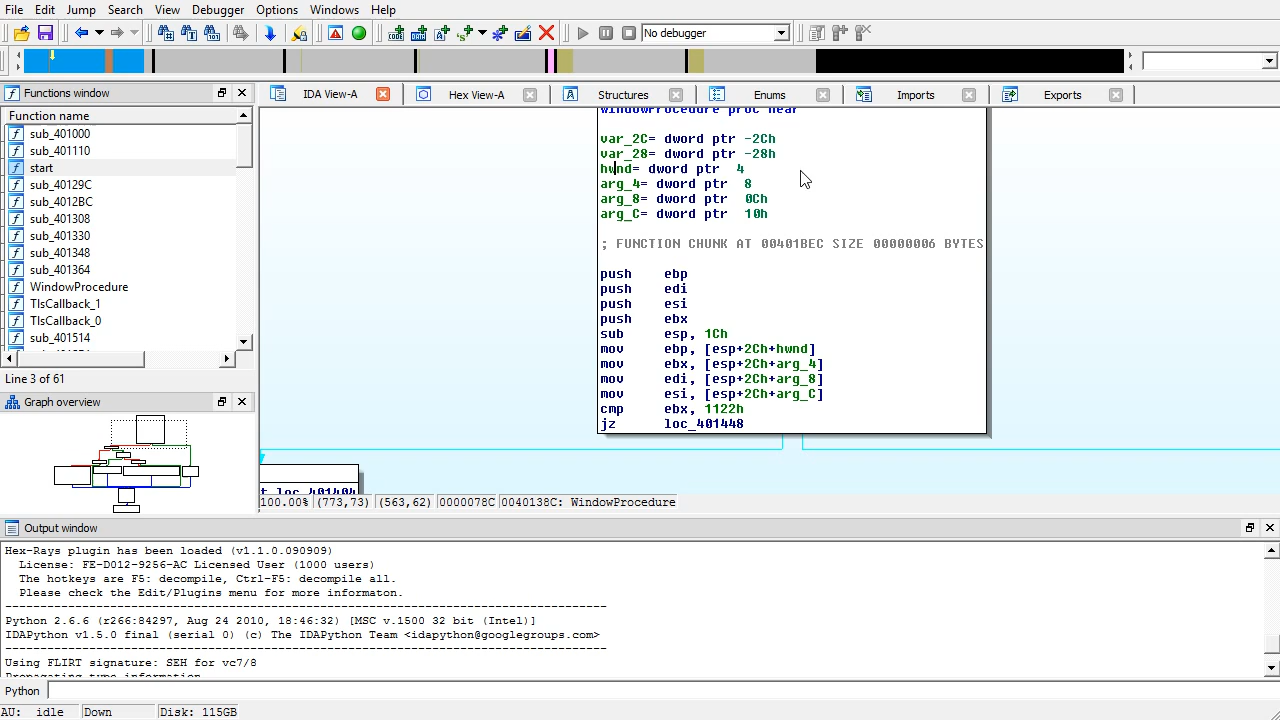 File Edit Jump Search View Debugger Options Windows Help
No debugger
Functions window
Function name
sub_401000
sub_401110
start
sub_40129C
sub_4012BC
sub_401308
sub_401330
sub_401348
sub_401364
WindowProcedure
TlsCallback_1
TlsCallback_0
sub_401514
Line 3 of 61
Graph overview
IDA View-A Hex View-A Structures Enums Imports Exports
WindowProcedure proc near
var_2C= dword ptr -2Ch
var_28= dword ptr -28h
hwnd= dword ptr 4
arg_4= dword ptr 8
arg_8= dword ptr 0Ch
arg_C= dword ptr 10h
; FUNCTION CHUNK AT 00401BEC SIZE 00000006 BYTES
push ebp
push edi
push esi
push ebx
sub esp, 1Ch
mov ebp, [esp+2Ch+hwnd]
mov ebx, [esp+2Ch+arg_4]
mov edi, [esp+2Ch+arg_8]
mov esi, [esp+2Ch+arg_C]
cmp ebx, 1122h
jz loc_401448
100.00% (773,73) (563,62) 0000078C 0040138C: WindowProcedure
Output window
Hex-Rays plugin has been loaded (v1.1.0.090909)
License: FE-D012-9256-AC Licensed User (1000 users)
The hotkeys are F5: decompile, Ctrl-F5: decompile all.
Please check the Edit/Plugins menu for more informaton.
Python 2.6.6 (r266:84297, Aug 24 2010, 18:46:32) [MSC v.1500 32 bit (Intel)]
IDAPython v1.5.0 final (serial 0) (c) The IDAPython Team <idapython@googlegroups.com>
Using FLIRT signature: SEH for vc7/8
Propagating type information
Python
AU: idle Down Disk: 115GB